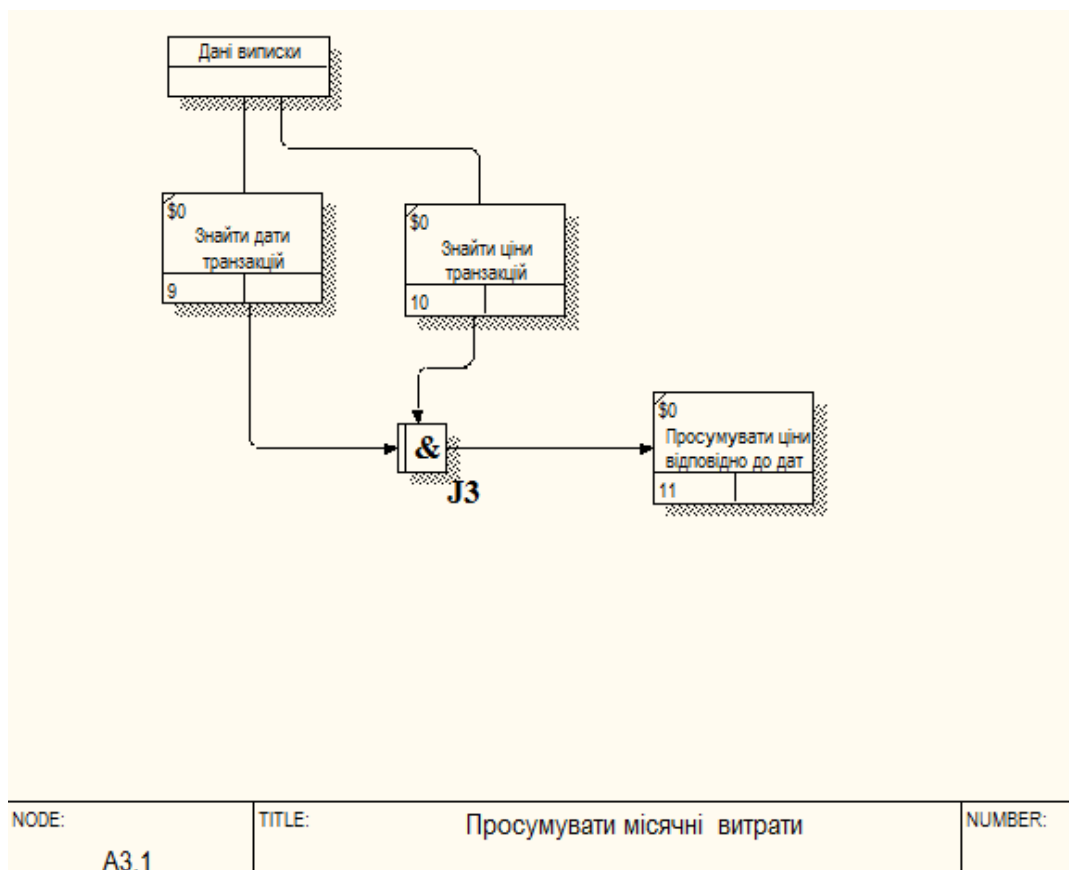 Дані виписки
$0
Знайти дати
транзакцій
9
$0
Знайти ціни
транзакцій
10
&
J3
$0
Просумувати ціни
відповідно до дат
11
NODE:
A3.1
TITLE:
Просумувати місячні витрати
NUMBER: